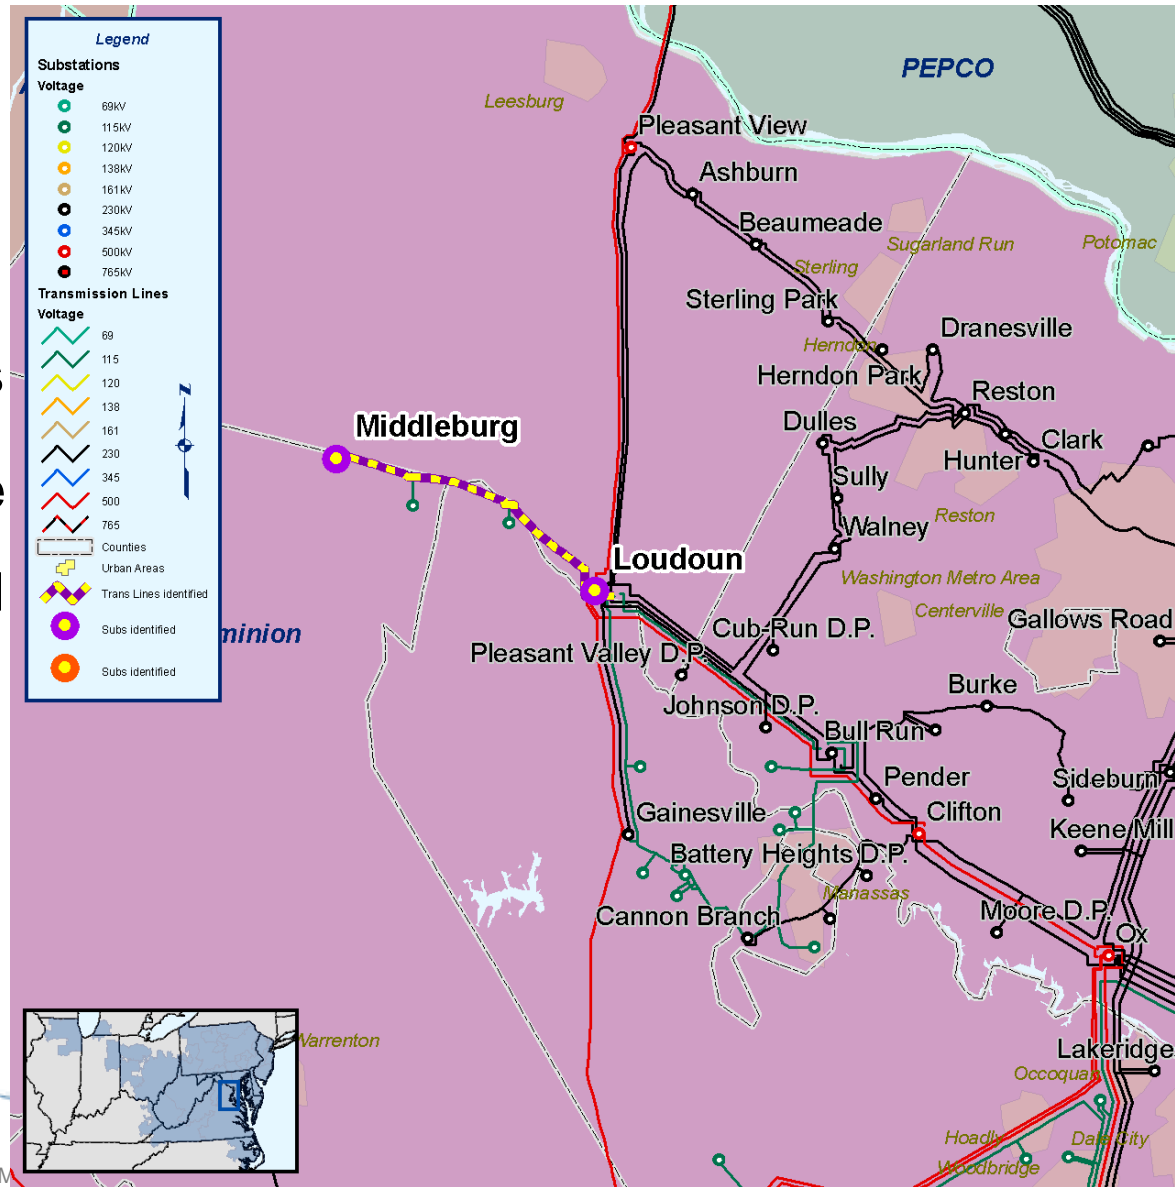 Legend
Substations
Voltage
69kV
115kV
120kV
138kV
161kV
230kV
345kV
500kV
765kV
Transmission Lines
Voltage
69
115
120
138
161
230
345
500
765
Counties
Urban Areas
Trans Lines identified
Subs identified
Subs identified
N
PEPCO
Leesburg
Pleasant View
Ashburn
Beaumeade
Sugarland Run
Potomac
Sterling
Sterling Park
Herndon
Dranesville
Herndon Park
Reston
Dulles
Clark
Hunter
Middleburg
Sully
Reston
Walney
Loudoun
Washington Metro Area
Centerville
Gallows Road
minion
Cub Run D.P.
Pleasant Valley D.P.
Burke
Johnson D.P.
Bull Run
Sideburn
Pender
Gainesville
Clifton
Keene Mill
Battery Heights D.P.
Manassas
Cannon Branch
Moore D.P.
Ox
Warrenton
Lakeridge
Occoquan
Hoadly
Dale City
Woodbridge